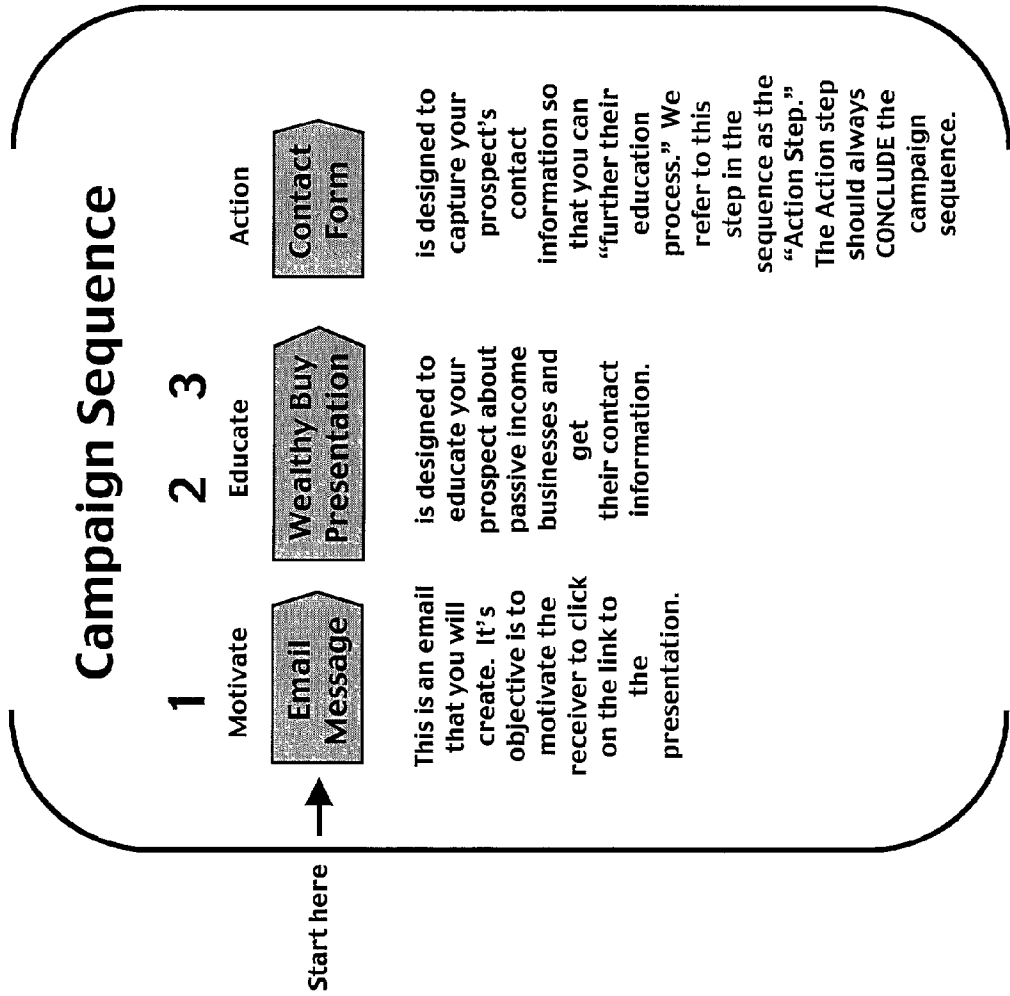 Campaign Sequence
1 2 3
Motivate
Educate
Action
Start here
Email
Message
Wealthy Buy
Presentation
Contact
Form
This is an email
that you will
create. It's
objective is to
motivate the
receiver to click
on the link to
the
presentation.
is designed to
educate your
prospect about
passive income
businesses and
get
their contact
information.
is designed to
capture your
prospect's
contact
information so
that you can
“further their
education
process.” We
refer to this
step in the
sequence as the
“Action Step.”
The Action step
should always
CONCLUDE the
campaign
sequence.